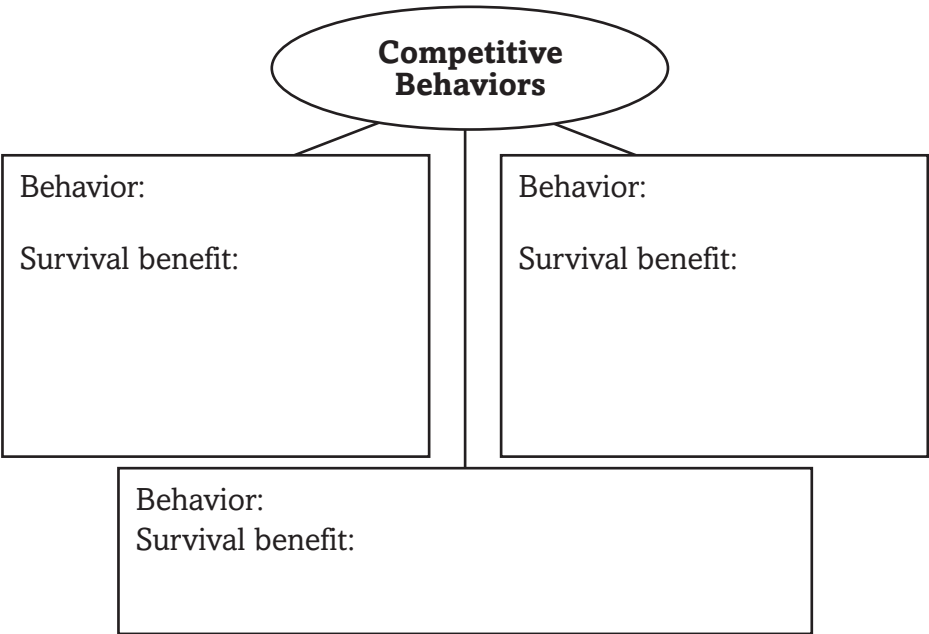 Competitive
Behaviors
Behavior:
Survival benefit:
Behavior:
Survival benefit:
Behavior:
Survival benefit: